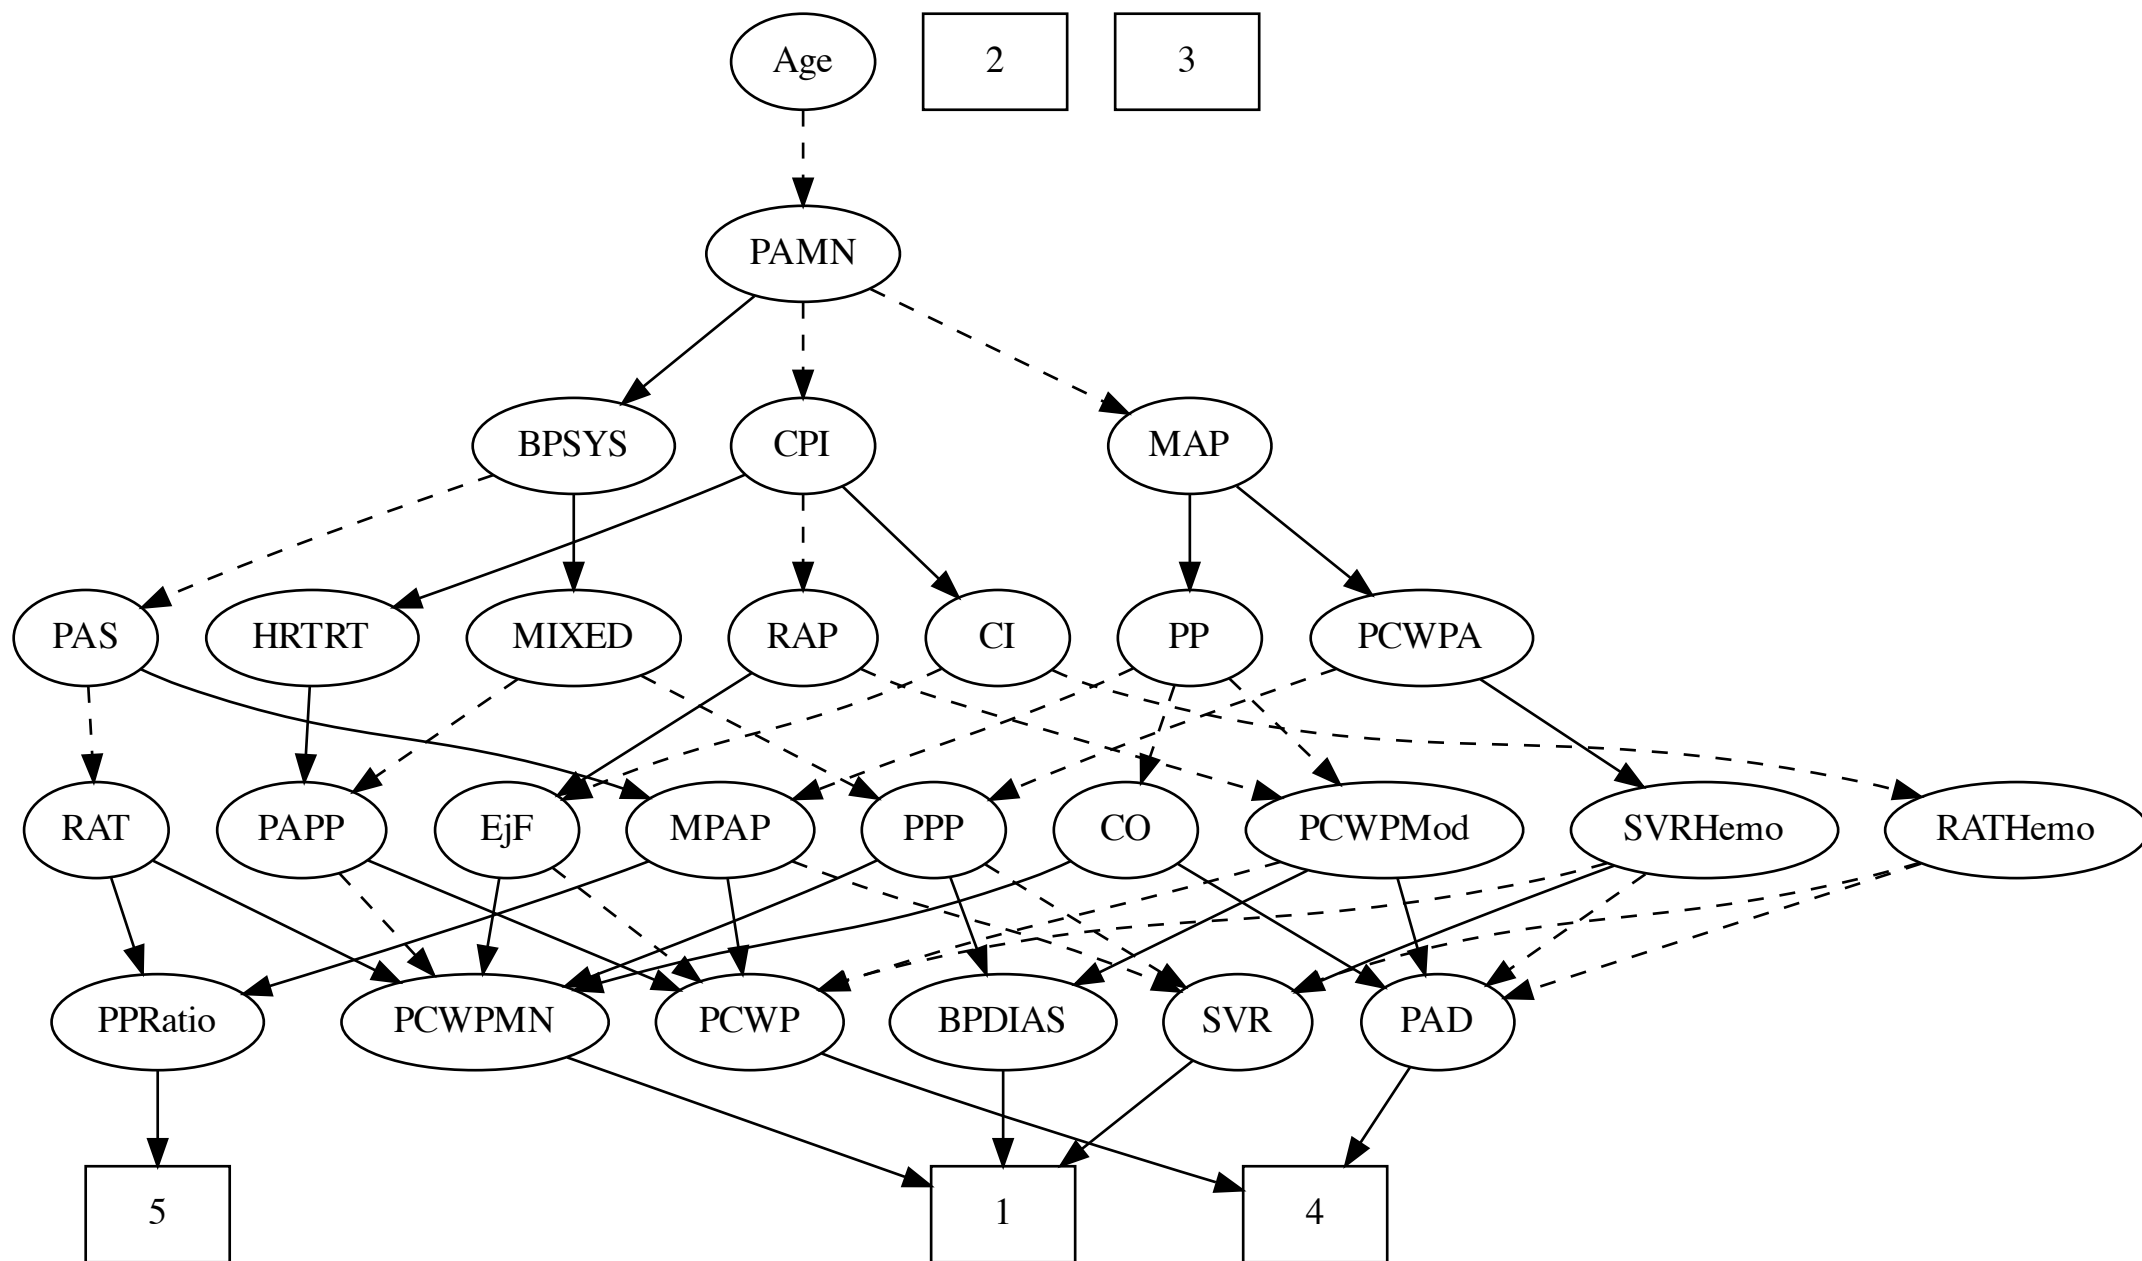 Age
2
3
PAMN
BPSYS
CPI
MAP
PAS
HRTRT
MIXED
RAP
CI
PP
PCWPA
RAT
PAPP
EjF
MPAP
PPP
CO
PCWPMod
SVRHemo
RATHemo
PPRatio
PCWPMN
PCWP
BPDIAS
SVR
PAD
5
1
4